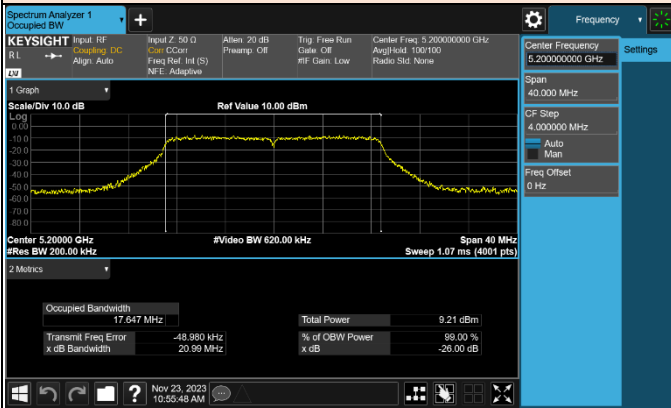 Spectrum Analyzer 1
Occupied BW
+
Frequency
KEYSIGHT
R L
LXI
Input: RF
Coupling: DC
Align: Auto
Input Z: 50 Ω
Corr CCorr
Freq Ref: Int (S)
NFE: Adaptive
Atten: 20 dB
Preamp: Off
Trig: Free Run
Gate: Off
#IF Gain: Low
Center Freq: 5.200000000 GHz
Avg|Hold: 100/100
Radio Std: None
Center Frequency
5.200000000 GHz
Settings
Span
40.000 MHz
CF Step
4.000000 MHz
Auto
Man
Freq Offset
0 Hz
1 Graph
Scale/Div 10.0 dB
Ref Value 10.00 dBm
Log
0.00
-10.0
-20.0
-30.0
-40.0
-50.0
-60.0
-70.0
-80.0
Center 5.20000 GHz
#Video BW 620.00 kHz
Span 40 MHz
#Res BW 200.00 kHz
Sweep 1.07 ms (4001 pts)
2 Metrics
Occupied Bandwidth
17.647 MHz
Total Power 9.21 dBm
Transmit Freq Error -48.980 kHz
% of OBW Power 99.00 %
x dB Bandwidth 20.99 MHz
x dB -26.00 dB
?
Nov 23, 2023
10:55:48 AM